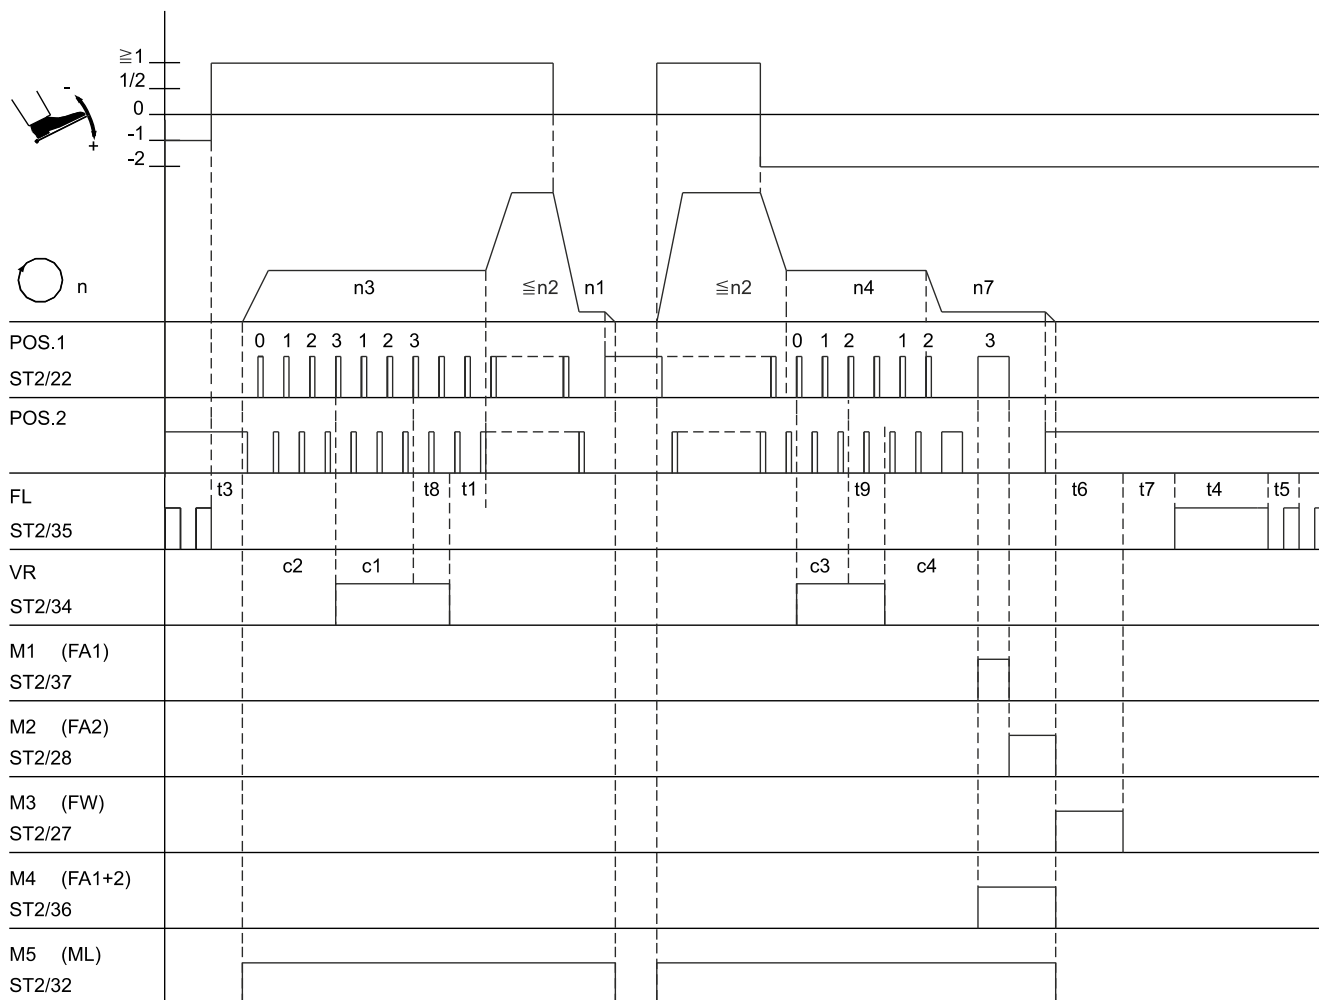 ≧1
1/2
0
-1
-2
-
+
n
n3
≦n2
n1
≦n2
n4
n7
POS.1
0 1 2 3 1 2 3
0 1 2 1 2 3
ST2/22
POS.2
FL
t3
t8
t1
t9
t6
t7
t4
t5
ST2/35
VR
c2
c1
c3
c4
ST2/34
M1 (FA1)
ST2/37
M2 (FA2)
ST2/28
M3 (FW)
ST2/27
M4 (FA1+2)
ST2/36
M5 (ML)
ST2/32